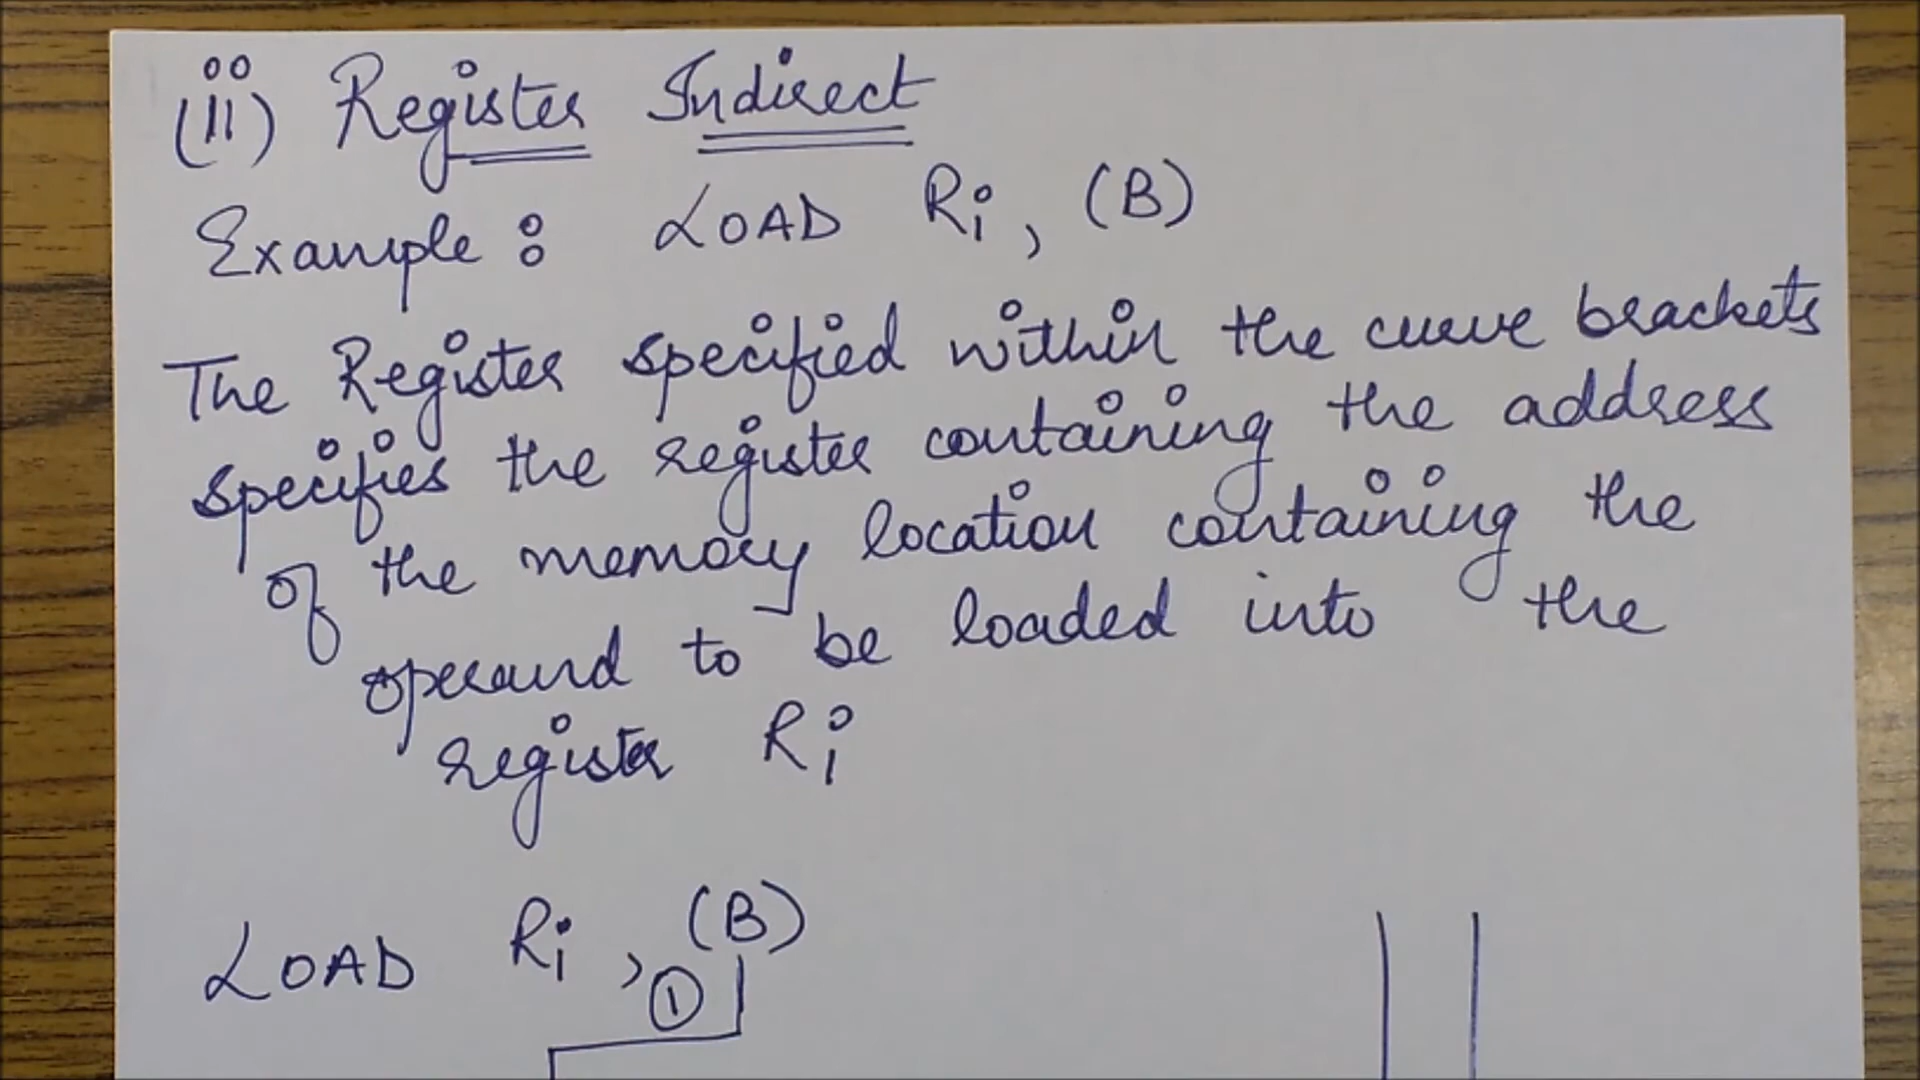 (ii) Register Indirect
Example : LOAD Ri, (B)
The Register specified within the curve brackets
specifies the register containing the address
of the memory location containing the
operand to be loaded into the
register Ri
LOAD Ri, (B)
1